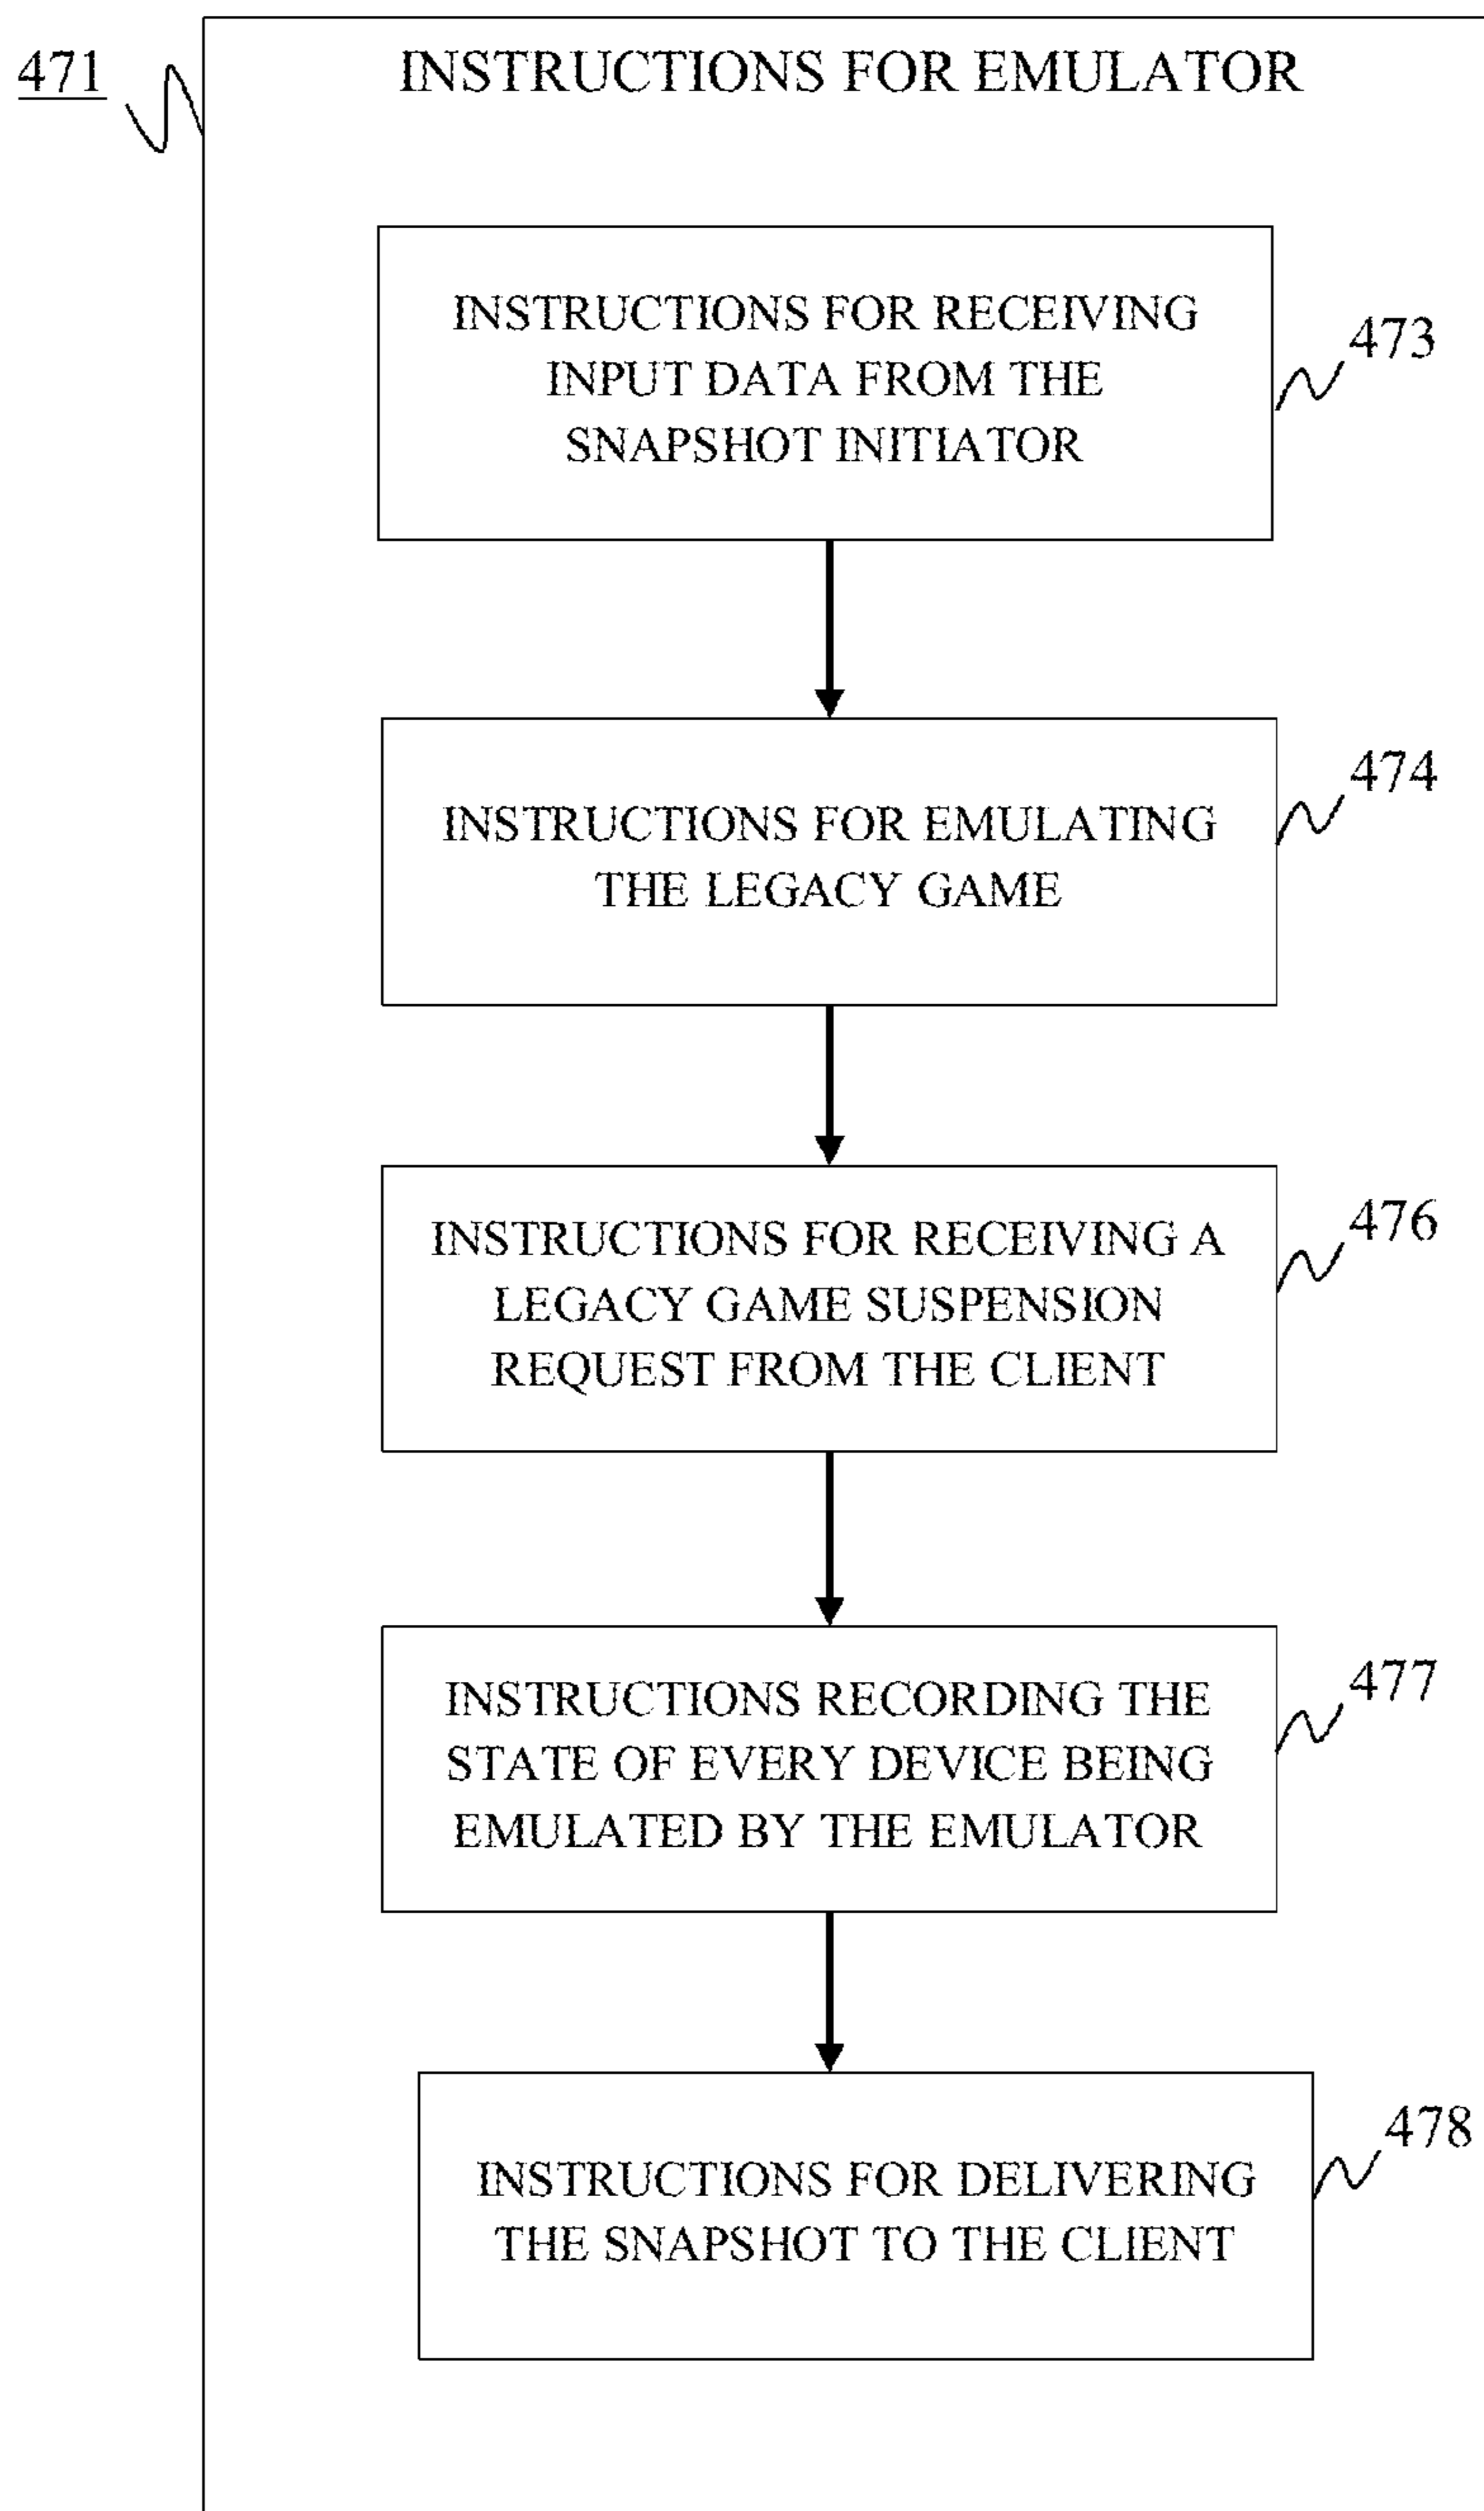 471
INSTRUCTIONS FOR EMULATOR
INSTRUCTIONS FOR RECEIVING
INPUT DATA FROM THE
SNAPSHOT INITIATOR
473
INSTRUCTIONS FOR EMULATING
THE LEGACY GAME
474
INSTRUCTIONS FOR RECEIVING A
LEGACY GAME SUSPENSION
REQUEST FROM THE CLIENT
476
INSTRUCTIONS RECORDING THE
STATE OF EVERY DEVICE BEING
EMULATED BY THE EMULATOR
477
INSTRUCTIONS FOR DELIVERING
THE SNAPSHOT TO THE CLIENT
478